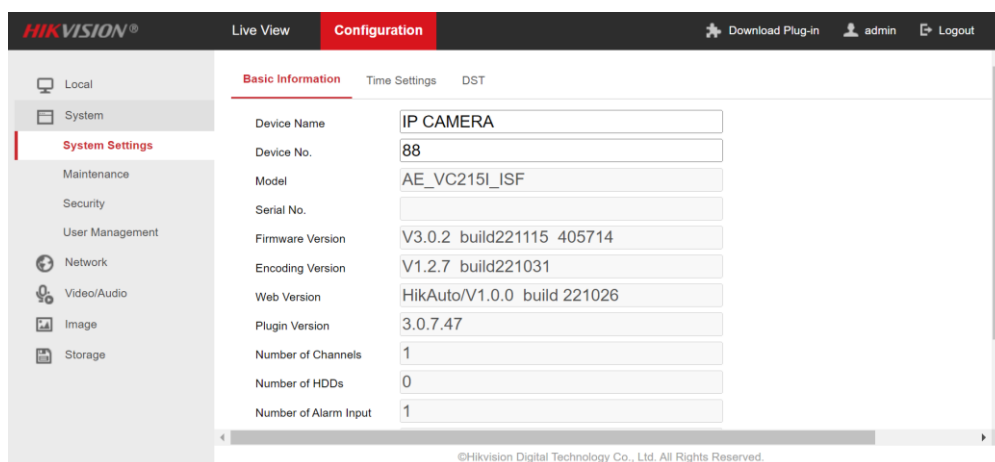 HIKVISION® Live View Configuration Download Plug-in admin Logout
Local
System
System Settings
Maintenance
Security
User Management
Network
Video/Audio
Image
Storage
Basic Information Time Settings DST
Device Name IP CAMERA
Device No. 88
Model AE_VC215I_ISF
Serial No.
Firmware Version V3.0.2 build221115 405714
Encoding Version V1.2.7 build221031
Web Version HikAuto/V1.0.0 build 221026
Plugin Version 3.0.7.47
Number of Channels 1
Number of HDDs 0
Number of Alarm Input 1
©Hikvision Digital Technology Co., Ltd. All Rights Reserved.